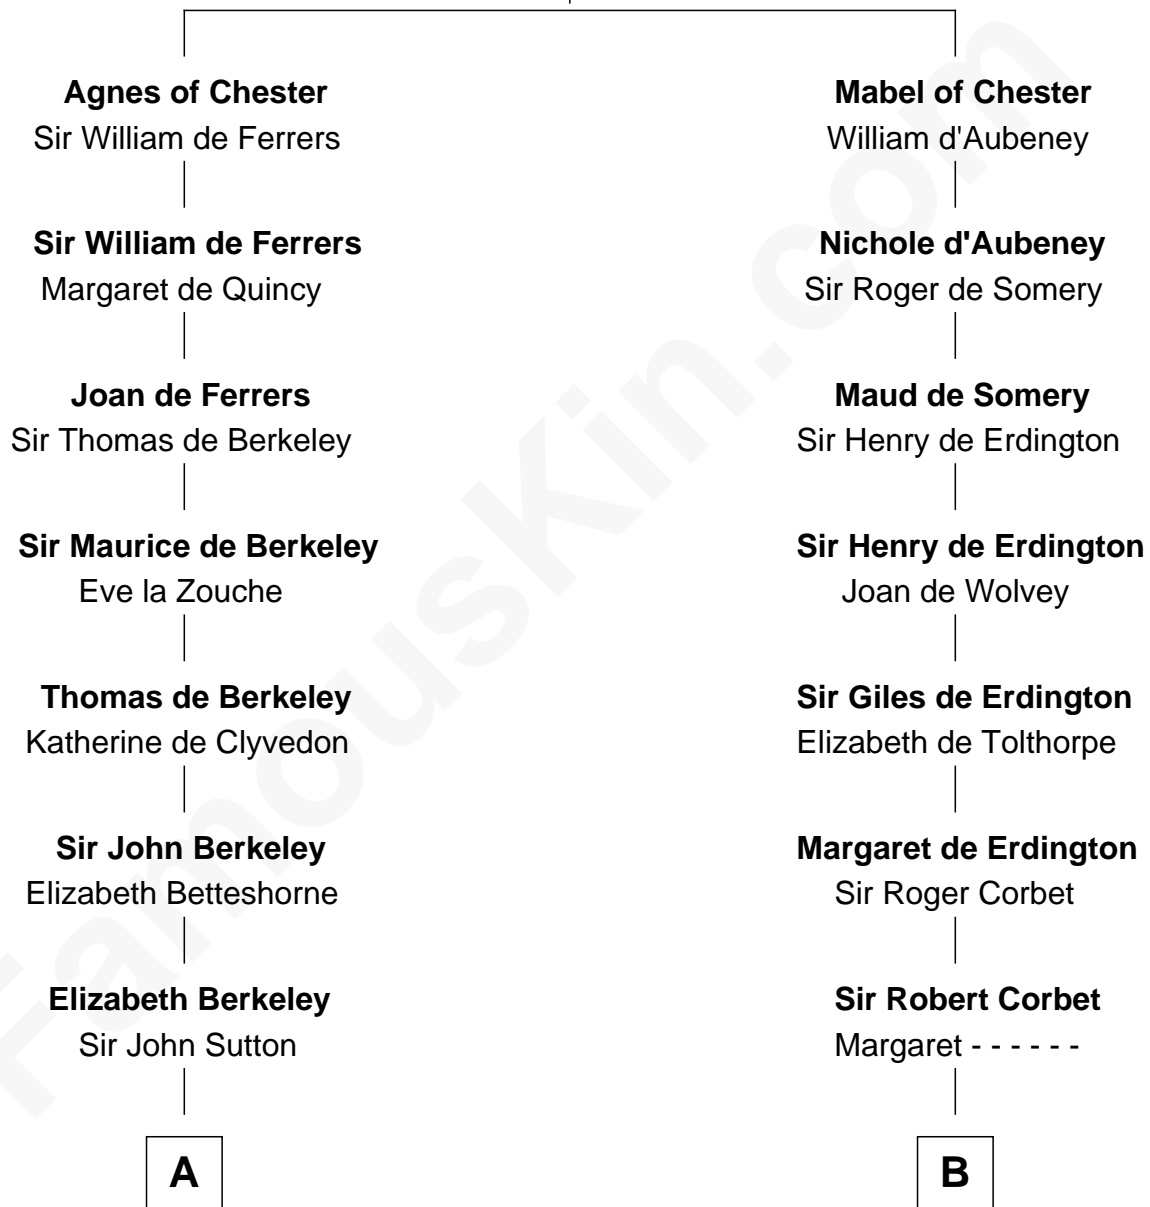 Agnes of Chester
Sir William de Ferrers
Sir William de Ferrers
Margaret de Quincy
Joan de Ferrers
Sir Thomas de Berkeley
Sir Maurice de Berkeley
Eve la Zouche
Thomas de Berkeley
Katherine de Clyvedon
Sir John Berkeley
Elizabeth Betteshorne
Elizabeth Berkeley
Sir John Sutton
A
Mabel of Chester
William d'Aubeney
Nichole d'Aubeney
Sir Roger de Somery
Maud de Somery
Sir Henry de Erdington
Sir Henry de Erdington
Joan de Wolvey
Sir Giles de Erdington
Elizabeth de Tolthorpe
Margaret de Erdington
Sir Roger Corbet
Sir Robert Corbet
Margaret - - - - - -
B
FamousKin.com